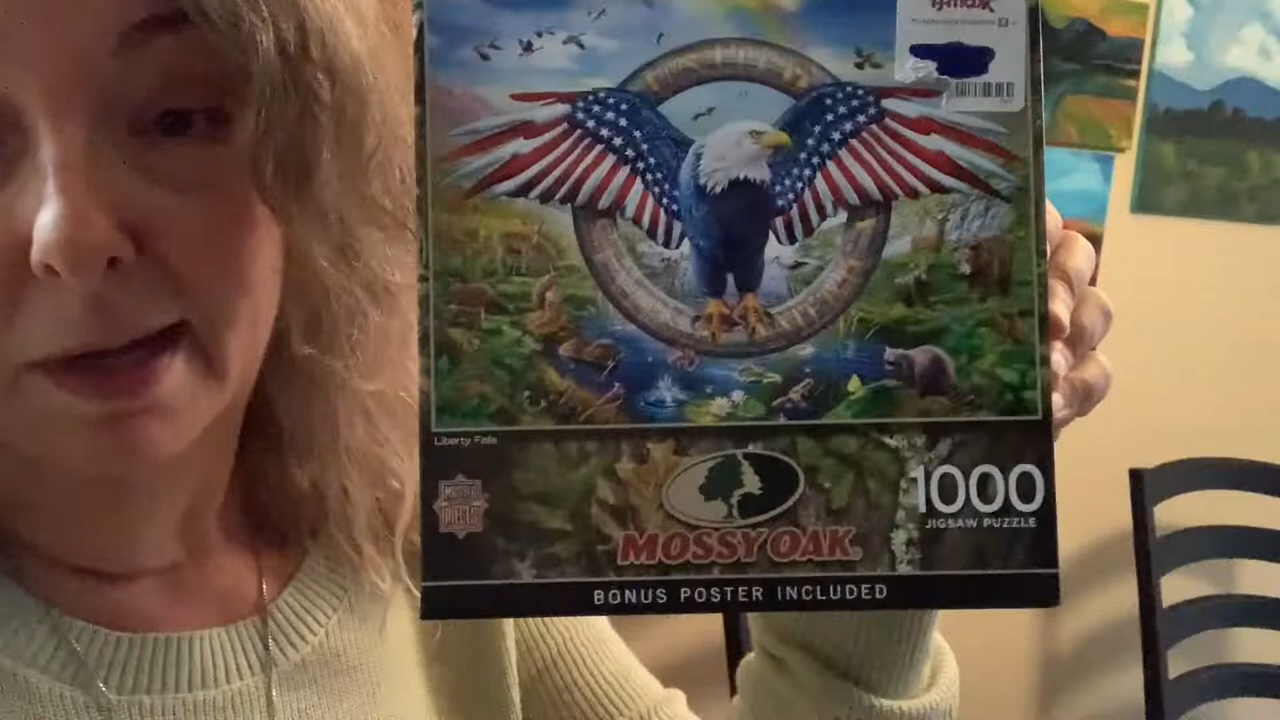 Liberty Falls
1000
JIGSAW PUZZLE
MOSSY OAK
BONUS POSTER INCLUDED